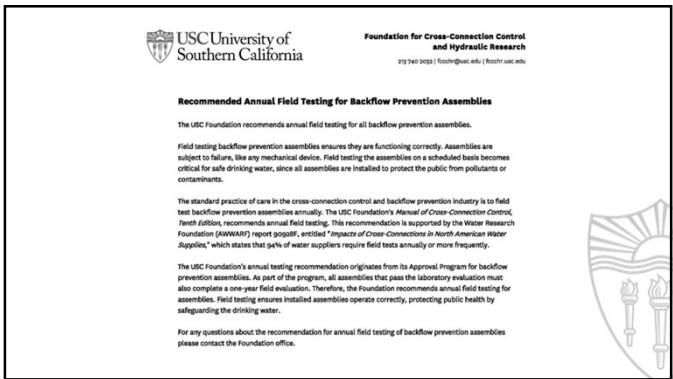 USC University of
Southern California
Foundation for Cross-Connection Control
and Hydraulic Research
213 740 2032 | fccchr@usc.edu | fccchr.usc.edu
Recommended Annual Field Testing for Backflow Prevention Assemblies
The USC Foundation recommends annual field testing for all backflow prevention assemblies.
Field testing backflow prevention assemblies ensures they are functioning correctly. Assemblies are
subject to failure, like any mechanical device. Field testing the assemblies on a scheduled basis becomes
critical for safe drinking water, since all assemblies are installed to protect the public from pollutants or
contaminants.
The standard practice of care in the cross-connection control and backflow prevention industry is to field
test backflow prevention assemblies annually. The USC Foundation's Manual of Cross-Connection Control,
Tenth Edition, recommends annual field testing. This recommendation is supported by the Water Research
Foundation (AWWARF) report 90928F, entitled "Impacts of Cross-Connections in North American Water
Supplies," which states that 94% of water suppliers require field tests annually or more frequently.
The USC Foundation's annual testing recommendation originates from its Approval Program for backflow
prevention assemblies. As part of the program, all assemblies that pass the laboratory evaluation must
also complete a one-year field evaluation. Therefore, the Foundation recommends annual field testing for
assemblies. Field testing ensures installed assemblies operate correctly, protecting public health by
safeguarding the drinking water.
For any questions about the recommendation for annual field testing of backflow prevention assemblies
please contact the Foundation office.